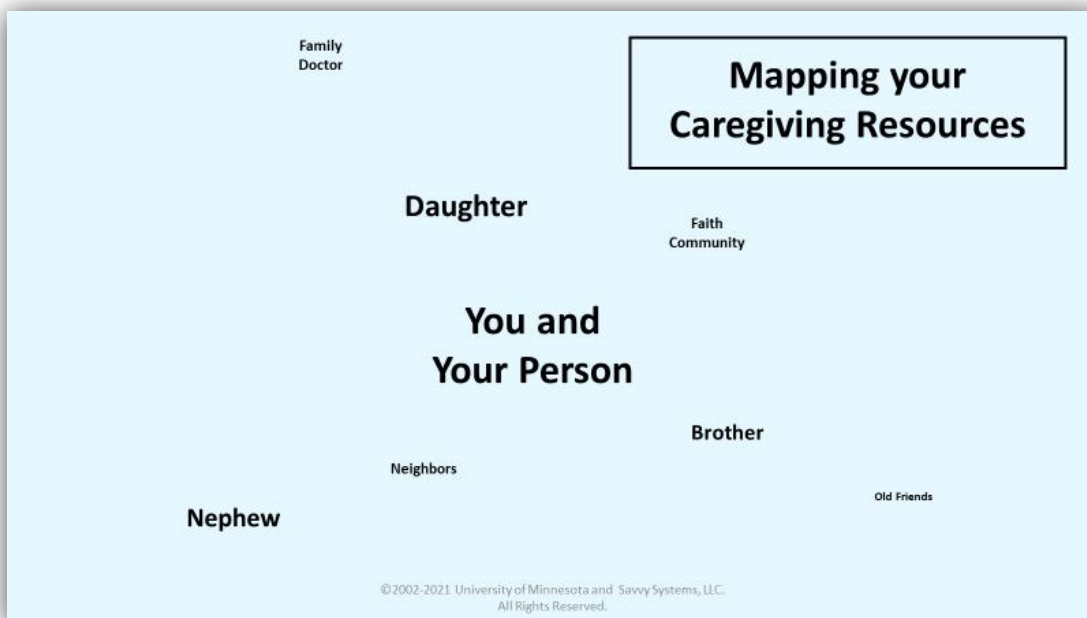 Family
Doctor
Mapping your
Caregiving Resources
Daughter
Faith
Community
You and
Your Person
Brother
Neighbors
Old Friends
Nephew
©2002-2021 University of Minnesota and Savvy Systems, LLC.
All Rights Reserved.